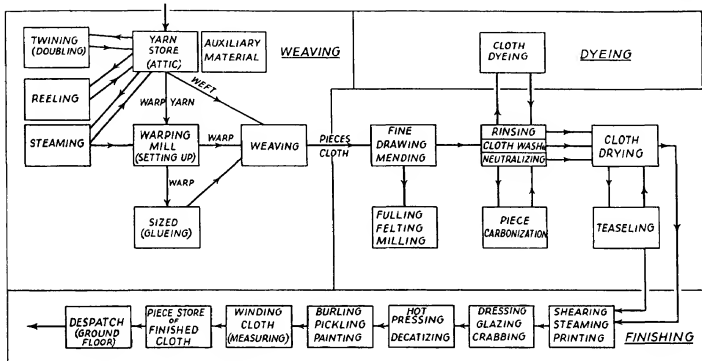 TWINING
(DOUBLING)
YARN
STORE
(ATTIC)
AUXILIARY
MATERIAL
WEAVING
CLOTH
DYEING
DYEING
REELING
WEFT
WARP YARN
STEAMING
WARPING
MILL
(SETTING UP)
WARP
WEAVING
PIECES
CLOTH
FINE
DRAWING
MENDING
RINSING
CLOTH WASH.
NEUTRALIZING
CLOTH
DRYING
WARP
SIZED
(GLUEING)
FULLING
FELTING
MILLING
PIECE
CARBONIZATION
TEASELING
DESPATCH
(GROUND
FLOOR)
PIECE STORE
OF
FINISHED
CLOTH
WINDING
CLOTH
(MEASURING)
BURLING
PICKLING
PAINTING
HOT
PRESSING
DECATIZING
DRESSING
GLAZING
CRABBING
SHEARING
STEAMING
PRINTING
FINISHING